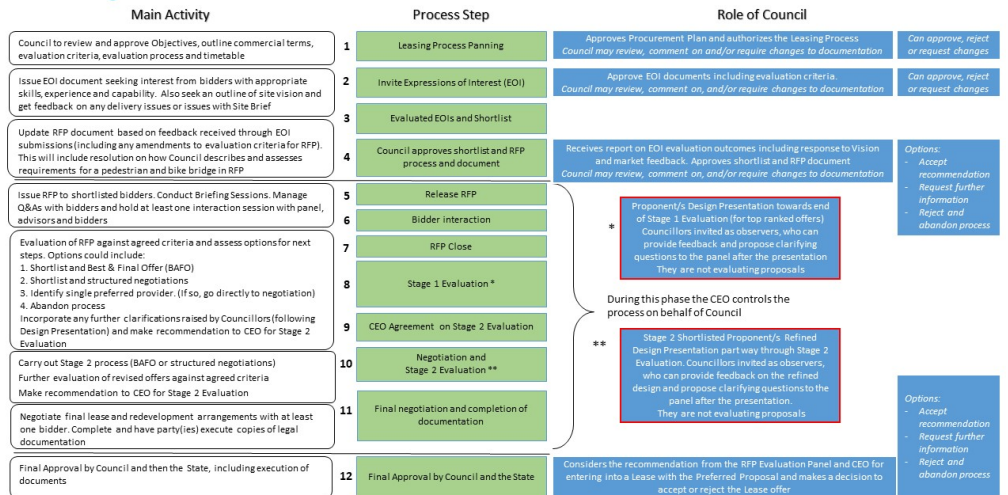 Main Activity
Process Step
Role of Council
Council to review and approve Objectives, outline commercial terms,
evaluation criteria, evaluation process and timetable
1
Leasing Process Panning
Approves Procurement Plan and authorizes the Leasing Process
Council may review, comment on and/or require changes to documentation
Can approve, reject
or request changes
Issue EOI document seeking interest from bidders with appropriate
skills, experience and capability. Also seek an outline of site vision and
get feedback on any delivery issues or issues with Site Brief
2
Invite Expressions of Interest (EOI)
Approve EOI documents including evaluation criteria.
Council may review, comment on, and/or require changes to documentation
Can approve, reject
or request changes
3
Evaluated EOIs and Shortlist
Update RFP document based on feedback received through EOI
submissions (including any amendments to evaluation criteria for RFP).
This will include resolution on how Council describes and assesses
requirements for a pedestrian and bike bridge in RFP
4
Council approves shortlist and RFP
process and document
Receives report on EOI evaluation outcomes including response to Vision
and market feedback. Approves shortlist and RFP document
Council may review, comment on, and/or require changes to documentation
Options:
- Accept
recommendation
- Request further
information
- Reject and
abandon process
Issue RFP to shortlisted bidders. Conduct Briefing Sessions. Manage
Q&As with bidders and hold at least one interaction session with panel,
advisors and bidders
5
Release RFP
6
Bidder interaction
Evaluation of RFP against agreed criteria and assess options for next
steps. Options could include:
1. Shortlist and Best & Final Offer (BAFO)
2. Shortlist and structured negotiations
3. Identify single preferred provider. (If so, go directly to negotiation)
4. Abandon process
Incorporate any further clarifications raised by Councillors (following
Design Presentation) and make recommendation to CEO for Stage 2
Evaluation
7
RFP Close
8
Stage 1 Evaluation *
9
CEO Agreement on Stage 2 Evaluation
*
Proponent/s Design Presentation towards end
of Stage 1 Evaluation (for top ranked offers)
Councillors invited as observers, who can
provide feedback and propose clarifying
questions to the panel after the presentation
They are not evaluating proposals
During this phase the CEO controls the
process on behalf of Council
**
Stage 2 Shortlisted Proponent/s Refined
Design Presentation part way through Stage 2
Evaluation. Councillors invited as observers,
who can provide feedback on the refined
design and propose clarifying questions to the
panel after the presentation.
They are not evaluating proposals
Carry out Stage 2 process (BAFO or structured negotiations)
Further evaluation of revised offers against agreed criteria
Make recommendation to CEO for Stage 2 Evaluation
10
Negotiation and
Stage 2 Evaluation **
Negotiate final lease and redevelopment arrangements with at least
one bidder. Complete and have party(ies) execute copies of legal
documentation
11
Final negotiation and completion of
documentation
Options:
- Accept
recommendation
- Request further
information
- Reject and
abandon process
Final Approval by Council and then the State, including execution of
documents
12
Final Approval by Council and the State
Considers the recommendation from the RFP Evaluation Panel and CEO for
entering into a Lease with the Preferred Proposal and makes a decision to
accept or reject the Lease offer